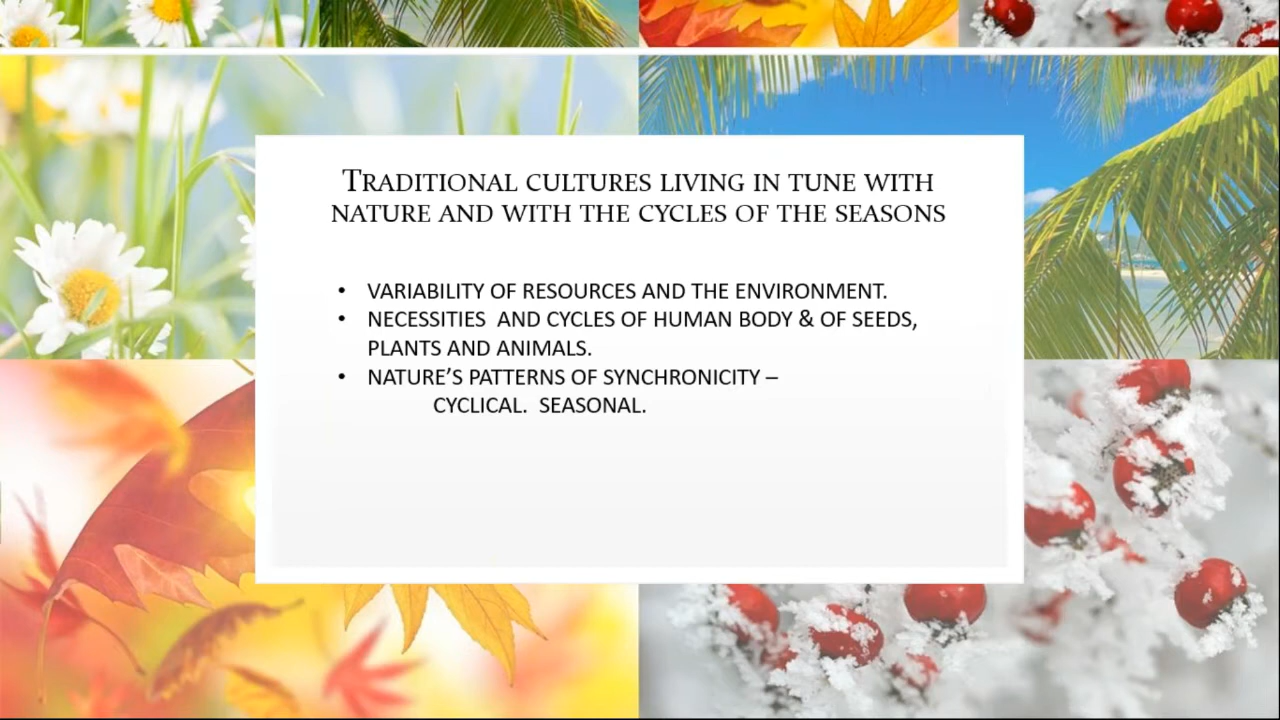 Traditional cultures living in tune with
nature and with the cycles of the seasons
• VARIABILITY OF RESOURCES AND THE ENVIRONMENT.
• NECESSITIES  AND CYCLES OF HUMAN BODY & OF SEEDS,
PLANTS AND ANIMALS.
• NATURE’S PATTERNS OF SYNCHRONICITY –
CYCLICAL.  SEASONAL.